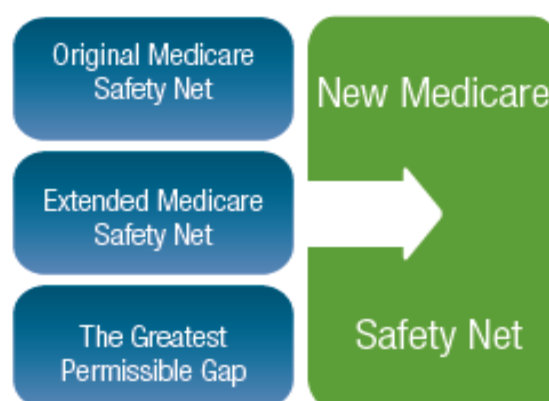 Original Medicare
Safety Net
Extended Medicare
Safety Net
The Greatest
Permissible Gap
New Medicare
Safety Net